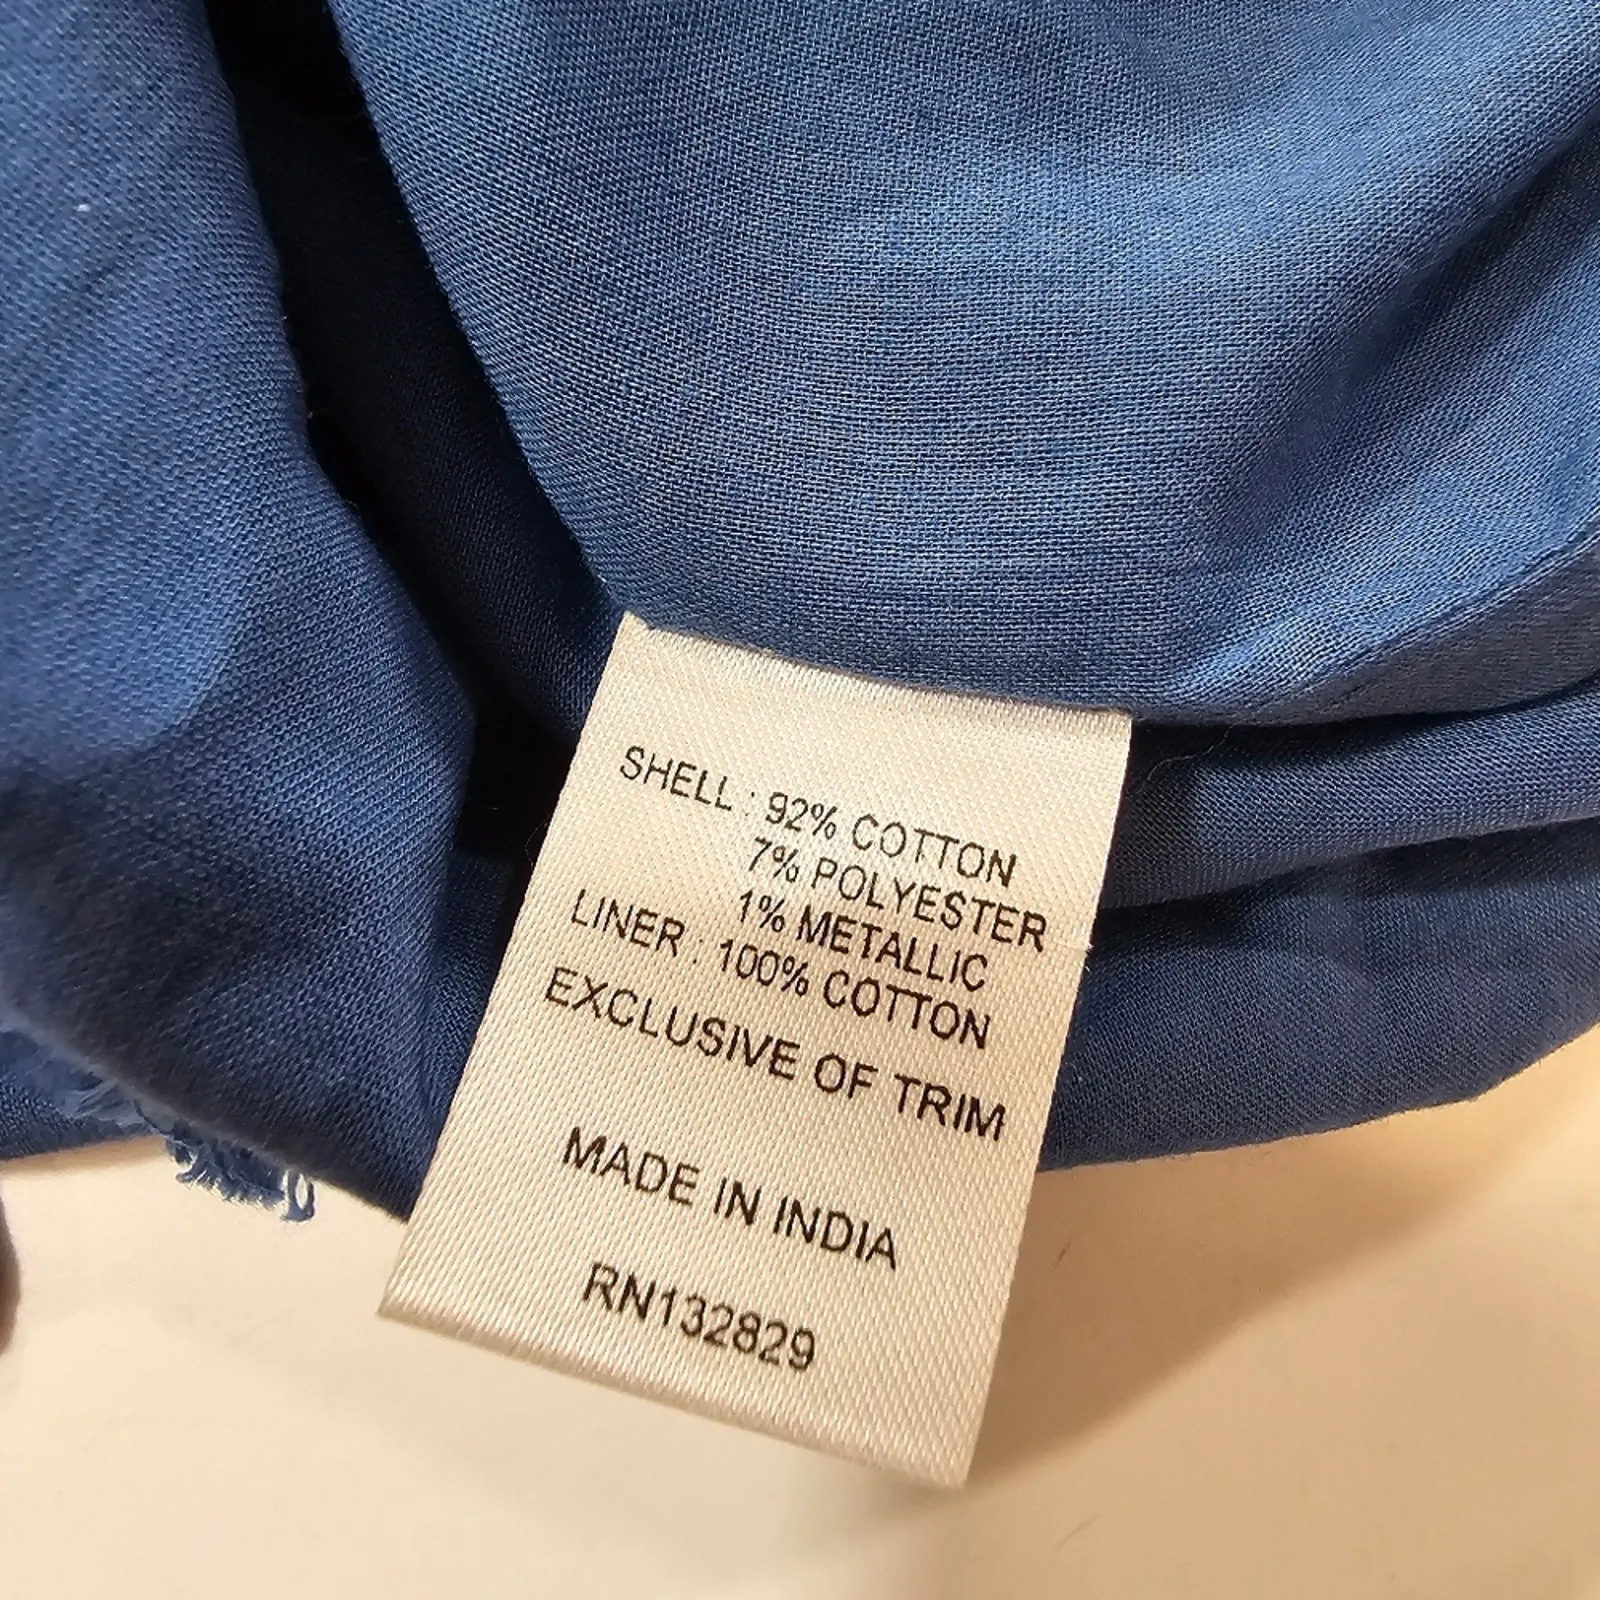 SHELL : 92% COTTON
7% POLYESTER
1% METALLIC
LINER : 100% COTTON
EXCLUSIVE OF TRIM
MADE IN INDIA
RN132829